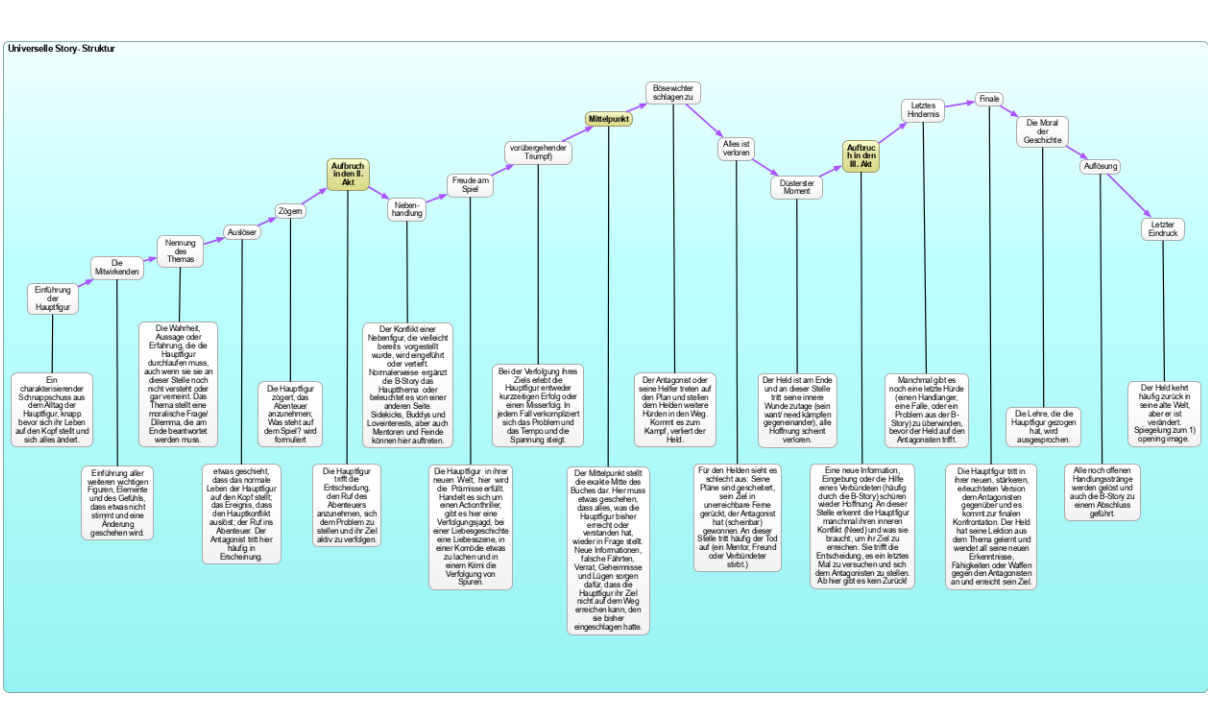 Universelle Story- Struktur
Einführung
der
Hauptfigur
Die
Mitwirkenden
Nennung
des
Themas
Auslöser
Zögern
Aufbruch
in den II.
Akt
Neben-
handlung
Freude am
Spiel
vorübergehender
Triumpf)
Mittelpunkt
Bösewichter
schlagen zu
Alles ist
verloren
Düsterster
Moment
Aufbruc
h in den
III. Akt
Letztes
Hindernis
Finale
Die Moral
der
Geschichte
Auflösung
Letzter
Eindruck
Ein
charakterisierender
Schnappschuss aus
dem Alltag der
Hauptfigur, knapp
bevor sich ihr Leben
auf den Kopf stellt und
sich alles ändert.
Einführung aller
weiteren wichtigen
Figuren, Elemente
und des Gefühls,
dass etwas nicht
stimmt und eine
Änderung
geschehen wird.
Die Wahrheit,
Aussage oder
Erfahrung, die die
Hauptfigur
durchlaufen muss,
auch wenn sie sie an
dieser Stelle noch
nicht versteht oder
gar verneint. Das
Thema stellt eine
moralische Frage/
Dilemma, die am
Ende beantwortet
werden muss.
etwas geschieht,
dass das normale
Leben der Hauptfigur
auf den Kopf stellt;
das Ereignis, dass
den Hauptkonflikt
auslöst; der Ruf ins
Abenteuer. Der
Antagonist tritt hier
häufig in
Erscheinung.
Die Hauptfigur
zögert, das
Abenteuer
anzunehmen;
Was steht auf
dem Spiel? wird
formuliert
Die Hauptfigur
trifft die
Entscheidung,
den Ruf des
Abenteuers
anzunehmen, sich
dem Problem zu
stellen und ihr Ziel
aktiv zu verfolgen.
Der Konflikt einer
Nebenfigur, die vielleicht
bereits vorgestellt
wurde, wird eingeführt
oder vertieft.
Normalerweise ergänzt
die B-Story das
Hauptthema oder
beleuchtet es von einer
anderen Seite.
Sidekicks, Buddys und
Loveinterests, aber auch
Mentoren und Feinde
können hier auftreten.
Die Hauptfigur in ihrer
neuen Welt; hier wird
die Prämisse erfüllt.
Handelt es sich um
einen Actionthriller,
gibt es hier eine
Verfolgungsjagd, bei
einer Liebesgeschichte
eine Liebesszene, in
einer Komödie etwas
zu lachen und in
einem Krimi die
Verfolgung von
Spuren.
Bei der Verfolgung ihres
Ziels erlebt die
Hauptfigur entweder
kurzzeitigen Erfolg oder
einen Misserfolg. In
jedem Fall verkompliziert
sich das Problem und
das Tempo und die
Spannung steigt.
Der Mittelpunkt stellt
die exakte Mitte des
Buches dar. Hier muss
etwas geschehen,
dass alles, was die
Hauptfigur bisher
erreicht oder
verstanden hat,
wieder in Frage stellt.
Neue Informationen,
falsche Fährten,
Verrat, Geheimnisse
und Lügen sorgen
dafür, dass die
Hauptfigur ihr Ziel
nicht auf dem Weg
erreichen kann, den
sie bisher
eingeschlagen hatte.
Der Antagonist oder
seine Helfer treten auf
den Plan und stellen
dem Helden weitere
Hürden in den Weg.
Kommt es zum
Kampf, verliert der
Held.
Für den Helden sieht es
schlecht aus: Seine
Pläne sind gescheitert,
sein Ziel in
unerreichbare Ferne
gerückt, der Antagonist
hat (scheinbar)
gewonnen. An dieser
Stelle tritt häufig der Tod
auf (ein Mentor, Freund
oder Verbündeter
stirbt.)
Der Held ist am Ende
und an dieser Stelle
tritt seine innere
Wunde zutage (sein
want/ need kämpfen
gegeneinander), alle
Hoffnung scheint
verloren.
Eine neue Information,
Eingebung oder die Hilfe
eines Verbündeten (häufig
durch die B-Story) schüren
wieder Hoffnung. An dieser
Stelle erkennt die Hauptfigur
manchmal ihren inneren
Konflikt (Need) und was sie
braucht, um ihr Ziel zu
erreichen. Sie trifft die
Entscheidung, es ein letztes
Mal zu versuchen und sich
dem Antagonisten zu stellen.
Ab hier gibt es kein Zurück!
Manchmal gibt es
noch eine letzte Hürde
(einen Handlanger,
eine Falle, oder ein
Problem aus der B-
Story) zu überwinden,
bevor der Held auf den
Antagonisten trifft.
Die Hauptfigur tritt in
ihrer neuen, stärkeren,
erleuchteten Version
dem Antagonisten
gegenüber und es
kommt zur finalen
Konfrontation. Der Held
hat seine Lektion aus
dem Thema gelernt und
wendet all seine neuen
Erkenntnisse,
Fähigkeiten oder Waffen
gegen den Antagonisten
an und erreicht sein Ziel.
Die Lehre, die die
Hauptfigur gezogen
hat, wird
ausgesprochen.
Alle noch offenen
Handlungsstränge
werden gelöst und
auch die B-Story zu
einem Abschluss
geführt.
Der Held kehrt
häufig zurück in
seine alte Welt,
aber er ist
verändert.
Spiegelung zum 1)
opening image.